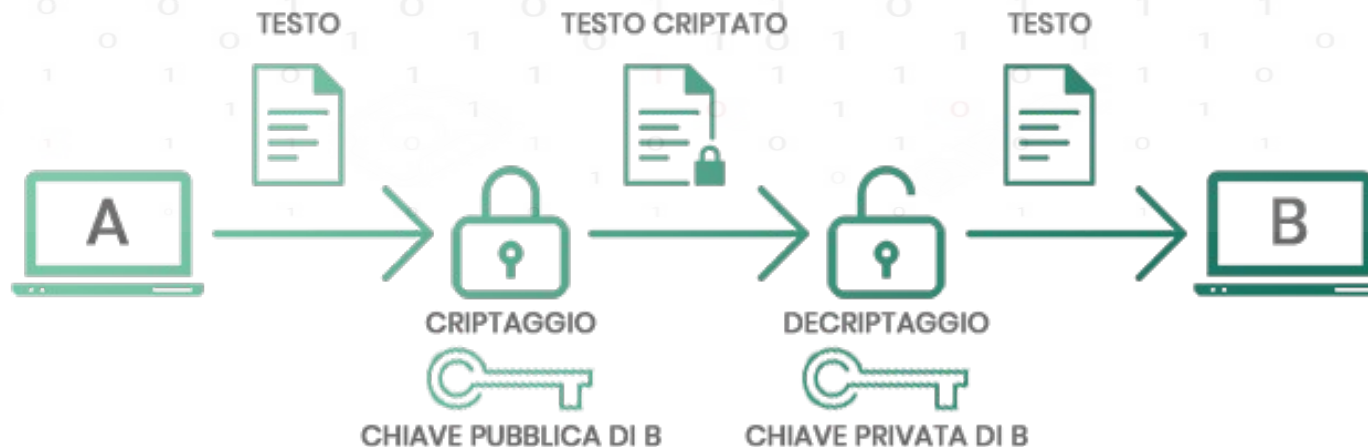 TESTO
TESTO CRIPTATO
TESTO
A
B
CRIPTAGGIO
DECRIPTAGGIO
CHIAVE PUBBLICA DI B
CHIAVE PRIVATA DI B